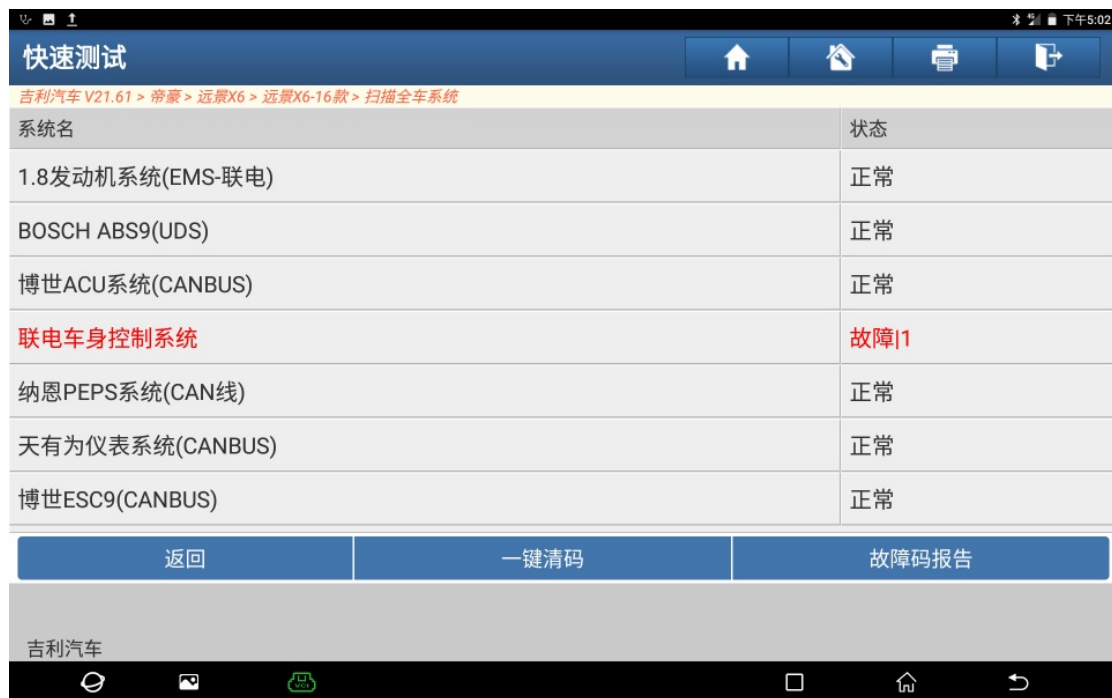 下午5:02
快速测试
吉利汽车 V21.61 > 帝豪 > 远景X6 > 远景X6-16款 > 扫描全车系统
系统名 状态
1.8发动机系统(EMS-联电) 正常
BOSCH ABS9(UDS) 正常
博世ACU系统(CANBUS) 正常
联电车身控制系统 故障|1
纳恩PEPS系统(CAN线) 正常
天有为仪表系统(CANBUS) 正常
博世ESC9(CANBUS) 正常
返回 一键清码 故障码报告
吉利汽车
VCI